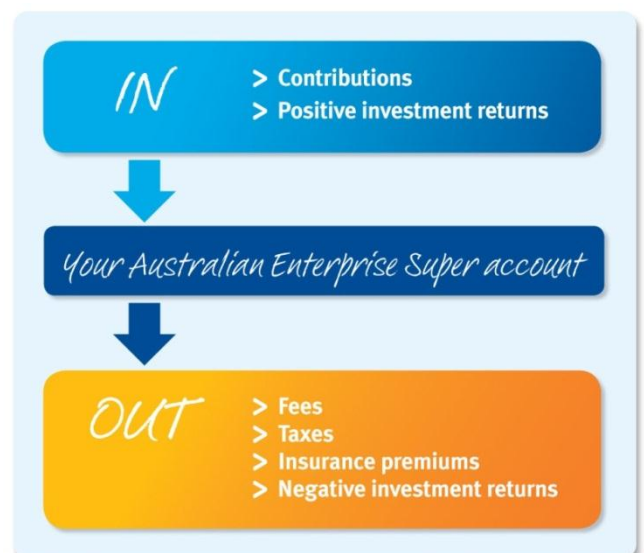 IN
> Contributions
> Positive investment returns
Your Australian Enterprise Super account
OUT
> Fees
> Taxes
> Insurance premiums
> Negative investment returns